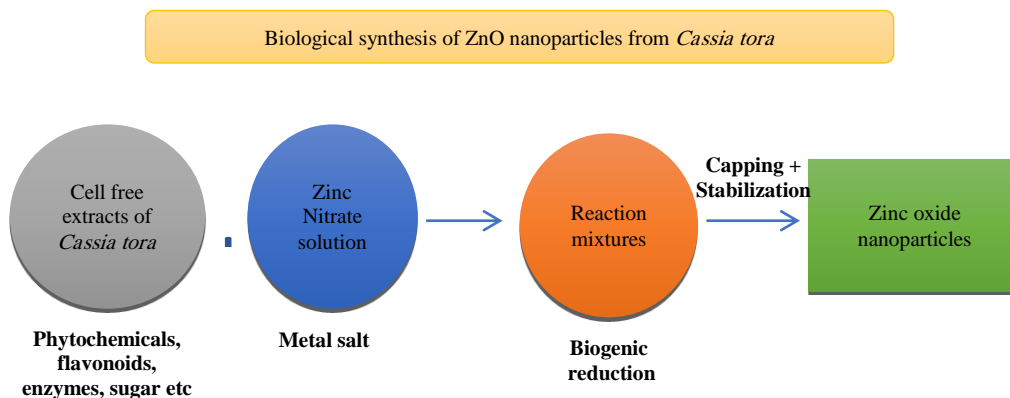 Biological synthesis of ZnO nanoparticles from Cassia tora
Cell free
extracts of
Cassia tora
Zinc
Nitrate
solution
Reaction
mixtures
Capping +
Stabilization
Zinc oxide
nanoparticles
Phytochemicals,
flavonoids,
enzymes, sugar etc
Metal salt
Biogenic
reduction